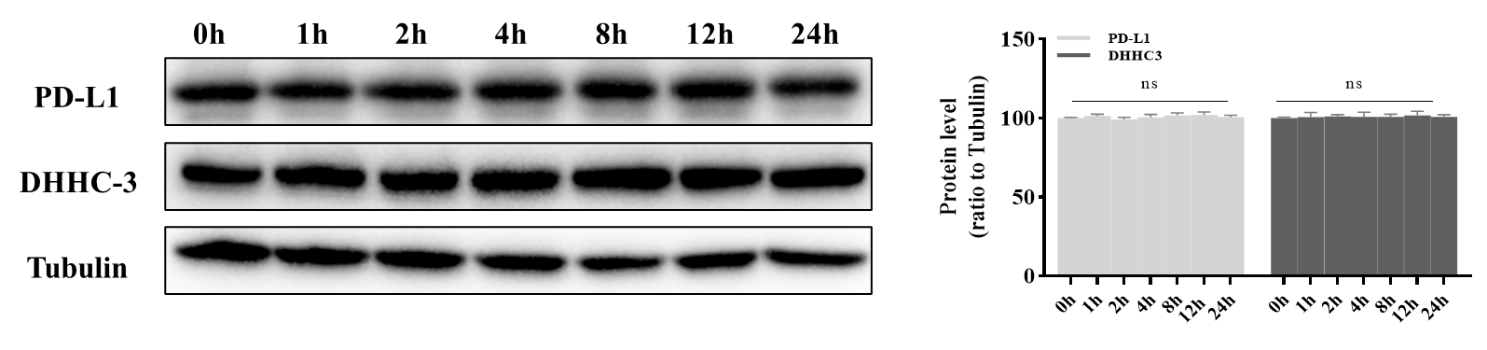 0h 1h 2h 4h 8h 12h 24h
PD-L1
DHHC-3
Tubulin
Protein level
(ratio to Tubulin)
150
100
50
0
PD-L1
DHHC3
ns
ns
0h 1h 2h 4h 8h 12h 24h
0h 1h 2h 4h 8h 12h 24h